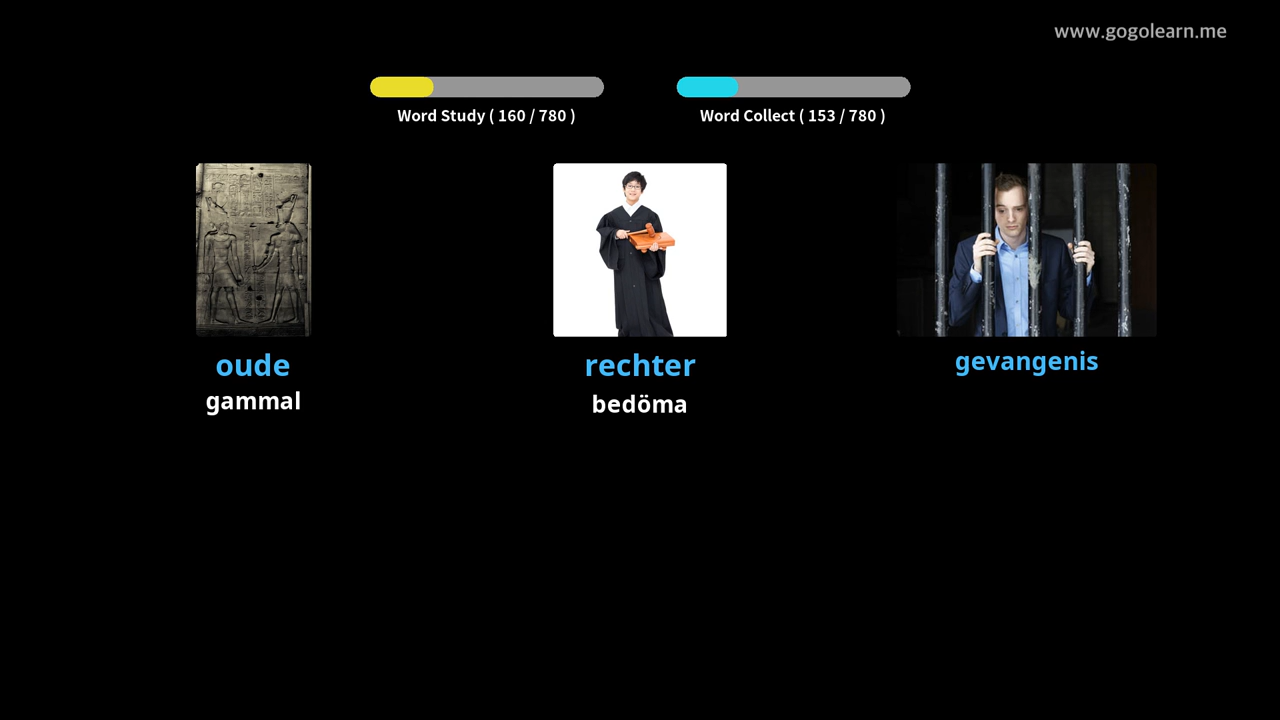 www.gogolearn.me
Word Study ( 160 / 780 )
Word Collect ( 153 / 780 )
oude
gammal
rechter
bedöma
gevangenis